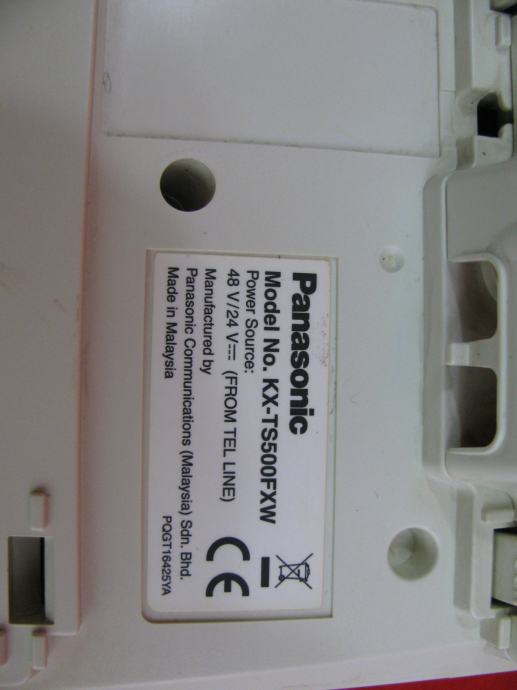 Panasonic
Model No. KX-TS500FXW
Power Source:
48 V/24 V⎓ (FROM TEL LINE)
Manufactured by
Panasonic Communications (Malaysia) Sdn. Bhd.
Made in Malaysia
PQGT16425YA
CE